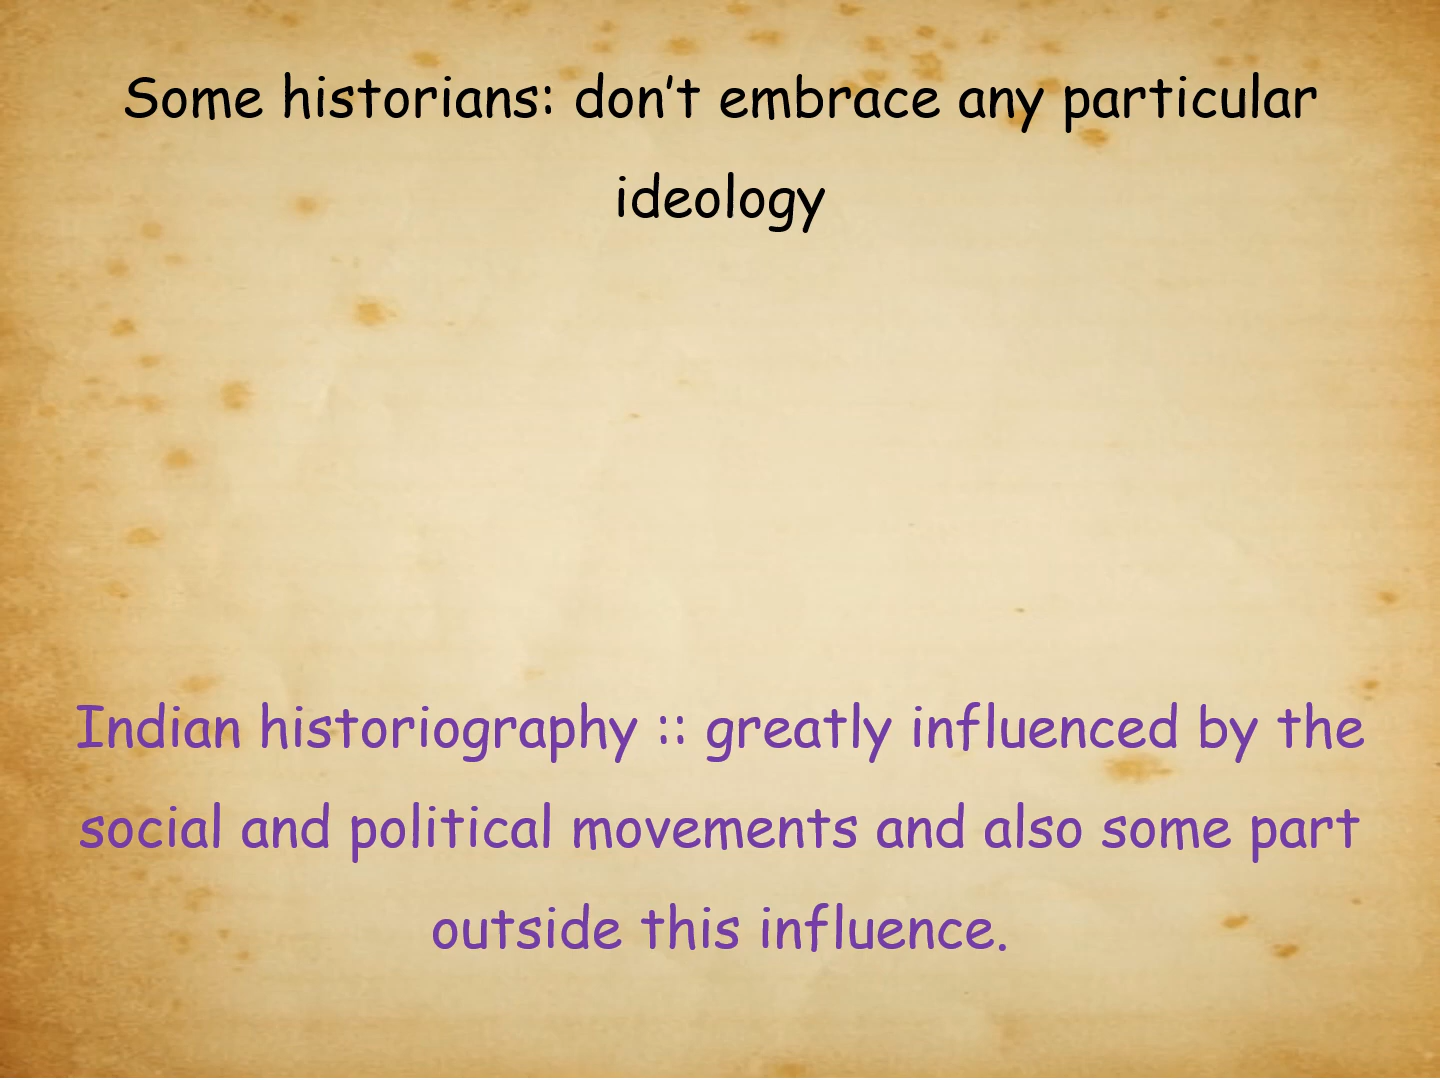 Some historians: don’t embrace any particular
ideology
Indian historiography :: greatly influenced by the
social and political movements and also some part
outside this influence.